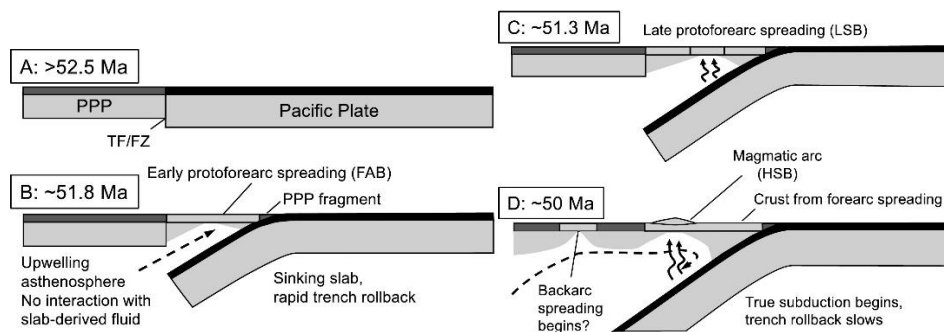 A: >52.5 Ma
PPP
Pacific Plate
TF/FZ
B: ~51.8 Ma
Early protoforearc spreading (FAB)
PPP fragment
Upwelling
asthenosphere
No interaction with
slab-derived fluid
Sinking slab,
rapid trench rollback
C: ~51.3 Ma
Late protoforearc spreading (LSB)
D: ~50 Ma
Magmatic arc
(HSB)
Crust from forearc spreading
Backarc
spreading
begins?
True subduction begins,
trench rollback slows